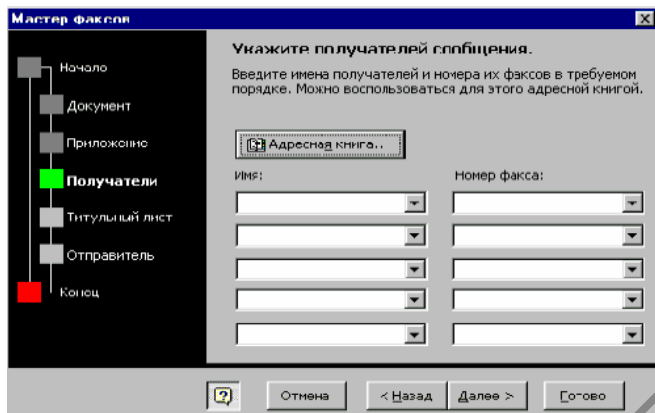 Мастер факсов
Начало
Документ
Приложение
Получатели
Титульный лист
Отправитель
Конец
Укажите получателей сообщения.
Введите имена получателей и номера их факсов в требуемом
порядке. Можно воспользоваться для этого адресной книгой.
Адресная книга..
Имя:
Номер факса:
Отмена
< Назад
Далее >
Готово